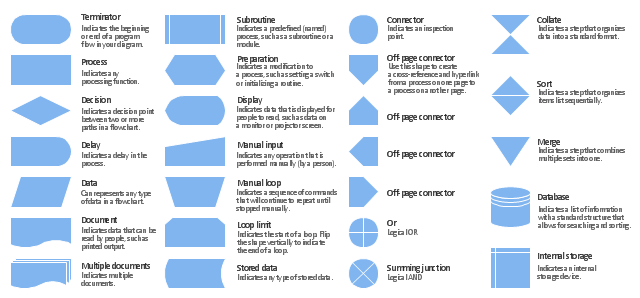 Terminator
Indicates the beginning
or end of a program
flow in your diagram.
Process
Indicates any
processing function.
Decision
Indicates a decision point
between two or more
paths in a flowchart.
Delay
Indicates a delay in the
process.
Data
Can represents any type
of data in a flowchart.
Document
Indicates data that can be
read by people, such as
printed output.
Multiple documents
Indicates multiple
documents.
Subroutine
Indicates a predefined (named)
process, such as a subroutine or a
module.
Preparation
Indicates a modification to
a process, such as setting a switch
or initializing a routine.
Display
Indicates data that is displayed for
people to read, such as data on
a monitor or projector screen.
Manual input
Indicates any operation that is
performed manually (by a person).
Manual loop
Indicates a sequence of commands
that will continue to repeat until
stopped manually.
Loop limit
Indicates the start of a loop. Flip
the shape vertically to indicate
the end of a loop.
Stored data
Indicates any type of stored data.
Connector
Indicates an inspection
point.
Off-page connector
Use this shape to create
a cross-reference and hyperlink
from a process on one page to
a process on another page.
Off-page connector
Off-page connector
Off-page connector
Or
Logical OR
Summing junction
Logical AND
Collate
Indicates a step that organizes
data into a standard format.
Sort
Indicates a step that organizes
items list sequentially.
Merge
Indicates a step that combines
multiple sets into one.
Database
Indicates a list of information
with a standard structure that
allows for searching and sorting.
Internal storage
Indicates an internal
storage device.